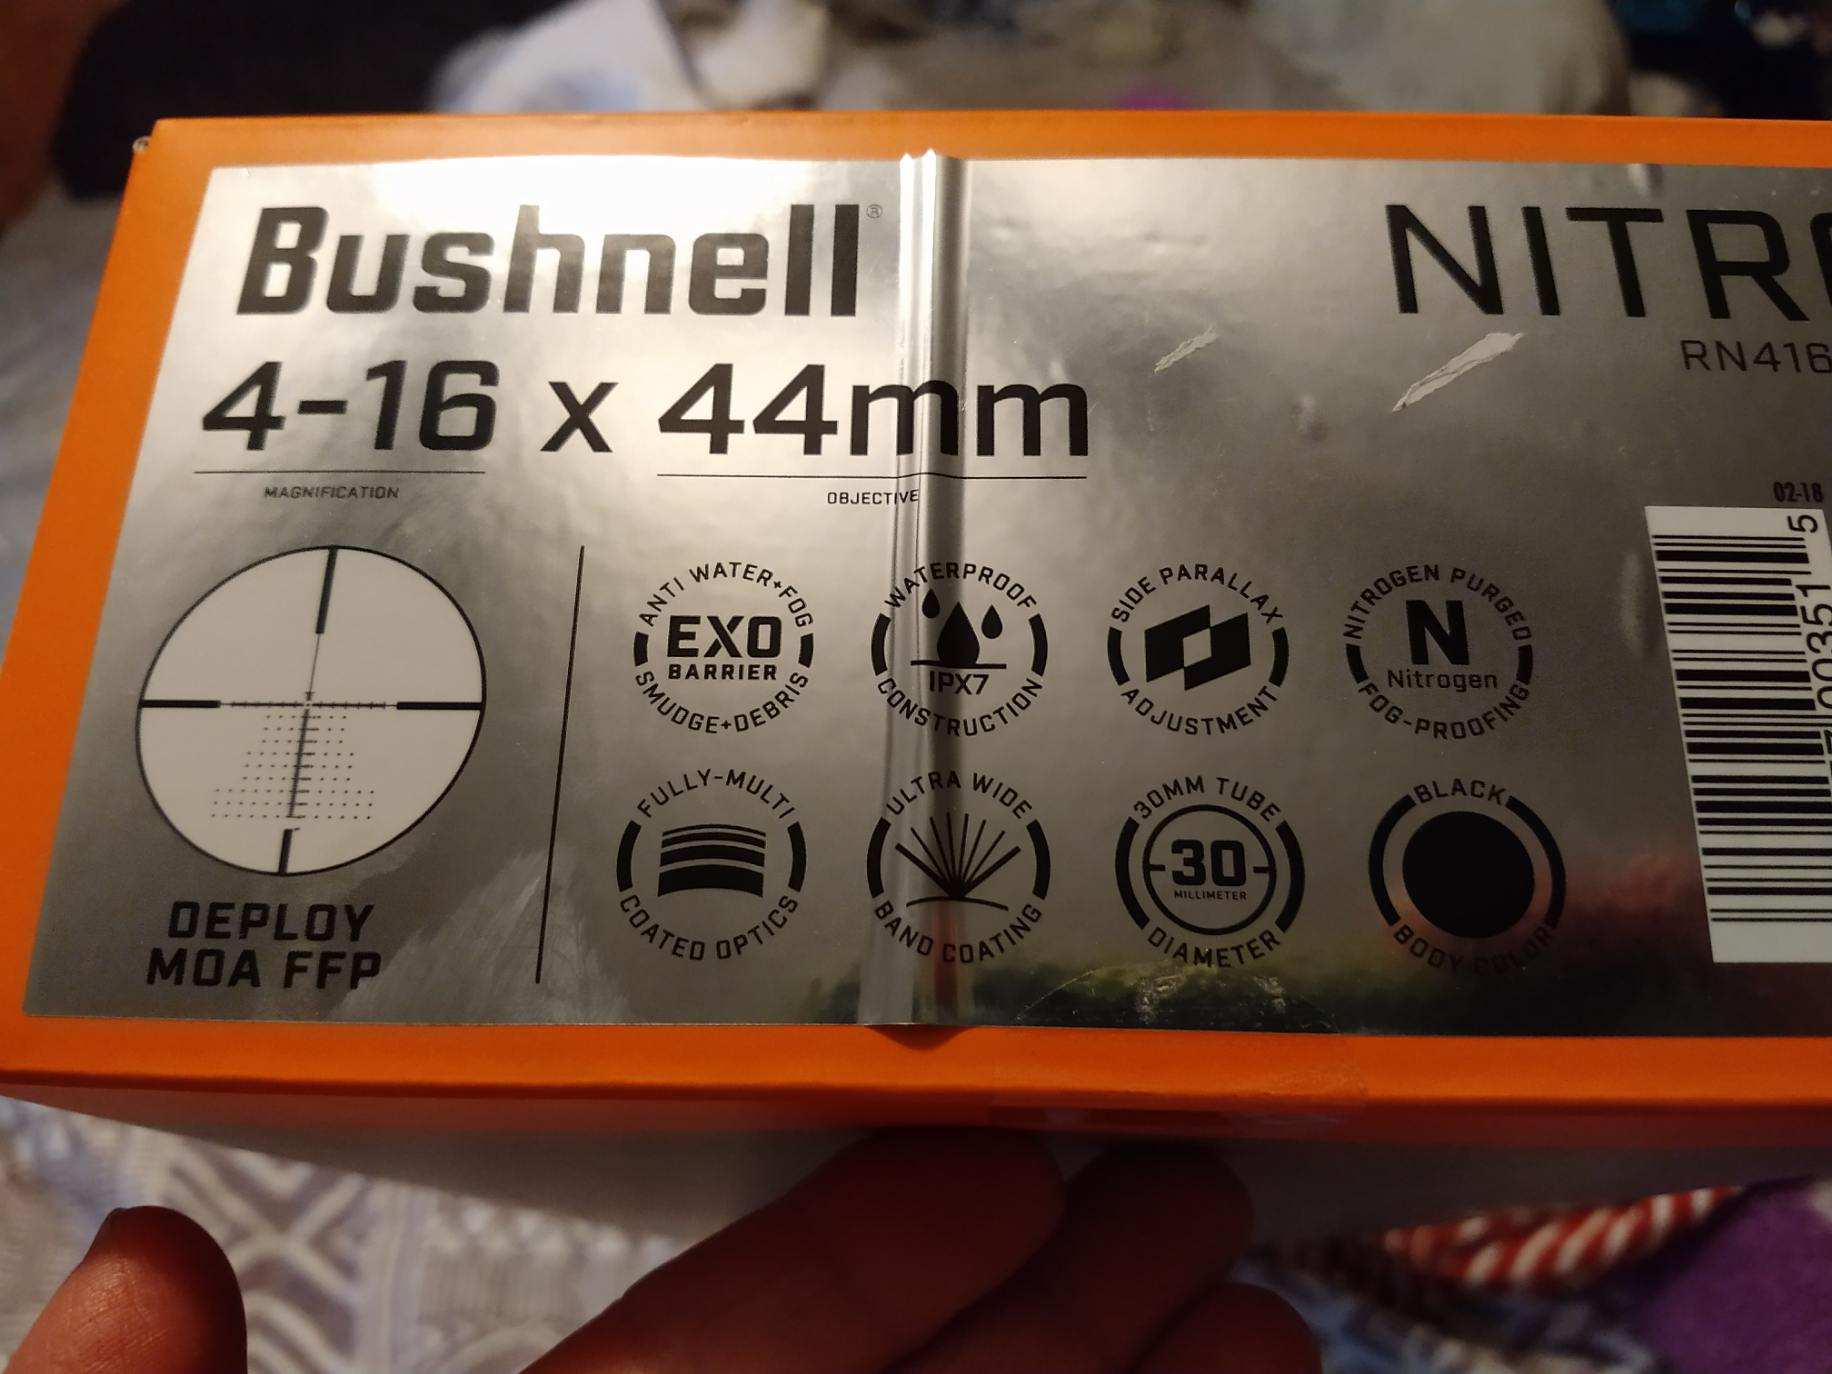 Bushnell®
NITR
4-16 x 44mm
RN416
MAGNIFICATION
OBJECTIVE
02-18
ANTI WATER+FOG
EXO
BARRIER
SMUDGE+DEBRIS
WATERPROOF
IPX7
CONSTRUCTION
SIDE PARALLAX
ADJUSTMENT
NITROGEN PURGED
N
Nitrogen
FOG-PROOFING
FULLY-MULTI
COATED OPTICS
ULTRA WIDE
BAND COATING
30MM TUBE
30
MILLIMETER
DIAMETER
BLACK
BODY COLOR
DEPLOY
MOA FFP
00351 5